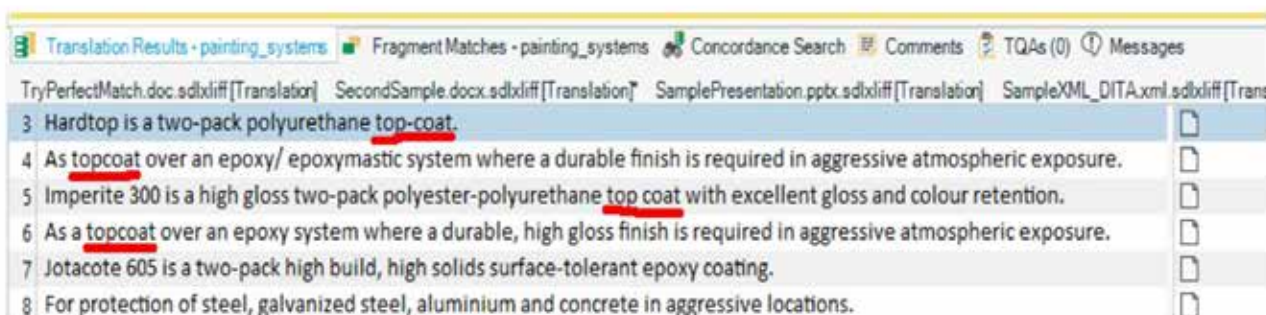 Translation Results - painting_systems Fragment Matches - painting_systems Concordance Search Comments TQAs (0) Messages
TryPerfectMatch.doc.sdlxliff [Translation] SecondSample.docx.sdlxliff [Translation]* SamplePresentation.pptx.sdlxliff [Translation] SampleXML_DITA.xml.sdlxliff [Trans
3 Hardtop is a two-pack polyurethane top-coat.
4 As topcoat over an epoxy/ epoxymastic system where a durable finish is required in aggressive atmospheric exposure.
5 Imperite 300 is a high gloss two-pack polyester-polyurethane top coat with excellent gloss and colour retention.
6 As a topcoat over an epoxy system where a durable, high gloss finish is required in aggressive atmospheric exposure.
7 Jotacote 605 is a two-pack high build, high solids surface-tolerant epoxy coating.
8 For protection of steel, galvanized steel, aluminium and concrete in aggressive locations.